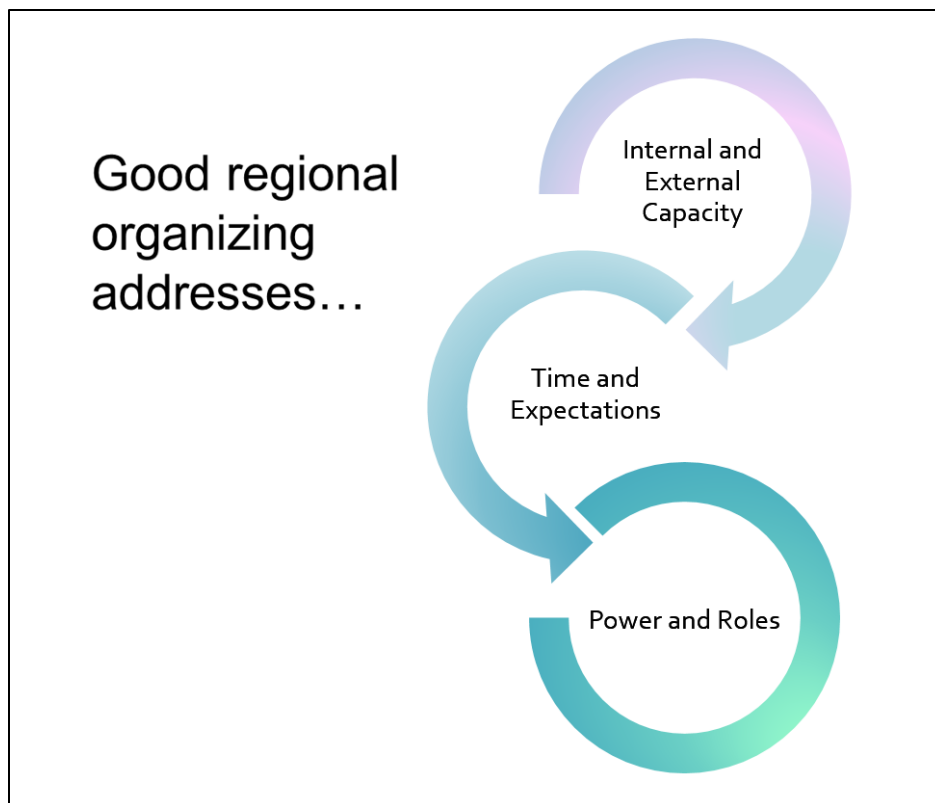 Good regional
organizing
addresses…
Internal and
External
Capacity
Time and
Expectations
Power and Roles